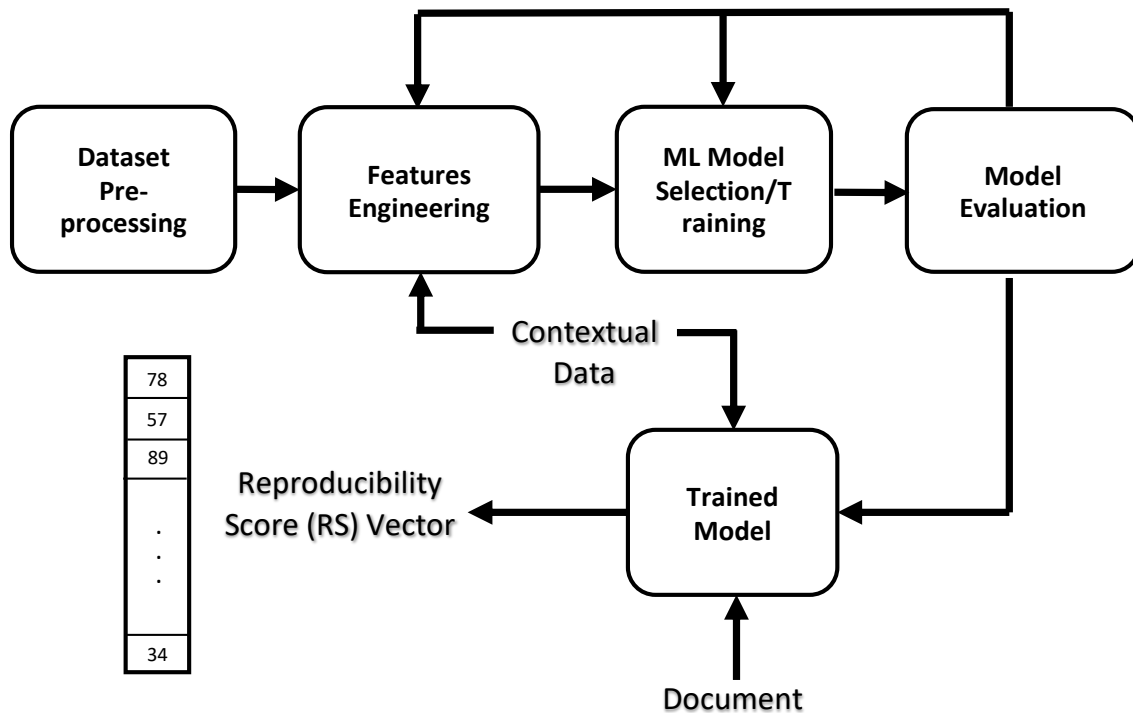 Dataset
Pre-
processing
Features
Engineering
ML Model
Selection/T
raining
Model
Evaluation
Contextual
Data
78
57
89
.
.
.
34
Reproducibility
Score (RS) Vector
Trained
Model
Document